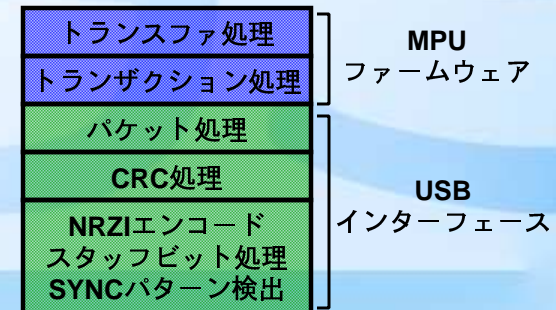 トランスファ処理
トランザクション処理
パケット処理
CRC処理
NRZIエンコード
スタッフビット処理
SYNCパターン検出
MPU
ファームウェア
USB
インターフェース